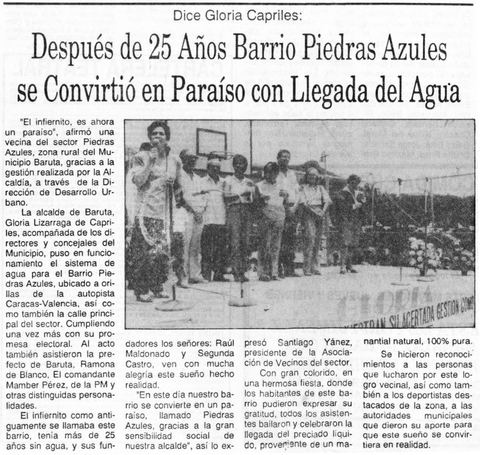 Dice Gloria Capriles:
Después de 25 Años Barrio Piedras Azules
se Convirtió en Paraíso con Llegada del Agua
"El infiernito, es ahora
un paraíso", afirmó una
vecina del sector Piedras
Azules, zona rural del Mu-
nicipio Baruta, gracias a la
gestión realizada por la Al-
caldía, a través de la Di-
rección de Desarrollo Ur-
bano.
La alcalde de Baruta,
Gloria Lizarraga de Capri-
les, acompañada de los di-
rectores y concejales del
Municipio, puso en funcio-
namiento el sistema de
agua para el Barrio Pie-
dras Azules, ubicado a ori-
llas de la autopista
Caracas-Valencia, así co-
mo también la calle princi-
pal del sector. Cumpliendo
una vez más con su pro-
mesa electoral. Al acto
también asistieron la pre-
fecto de Baruta, Ramona
de Blanco, El comandante
Mamber Pérez, de la PM y
otras distinguidas persona-
lidades.
El infiernito como anti-
guamente se llamaba este
barrio, tenía más de 25
años sin agua, y sus fun-
dadores los señores: Raúl
Maldonado y Segunda
Castro, ven con mucha
alegría este sueño hecho
realidad.
"En este día nuestro bar-
rio se convierte en un pa-
raíso, llamado Piedras
Azules, gracias a la gran
sensibilidad social de
nuestra alcalde", así lo ex-
presó Santiago Yánez,
presidente de la Asocia-
ción de Vecinos del sector.
Con gran colorido, en
una hermosa fiesta, donde
los habitantes de este ba-
rrio pudieron expresar su
gratitud, todos los asisten-
tes bailaron y celebraron la
llegada del preciado líqui-
do, proveniente de un ma-
nantial natural, 100% pura.
Se hicieron reconoci-
mientos a las personas
que lucharon por este lo-
gro vecinal, así como tam-
bién a los deportistas des-
tacados de la zona, a las
autoridades municipales
que dieron su aporte para
que este sueño se convir-
tiera en realidad.
SU ACERTADA GESTION